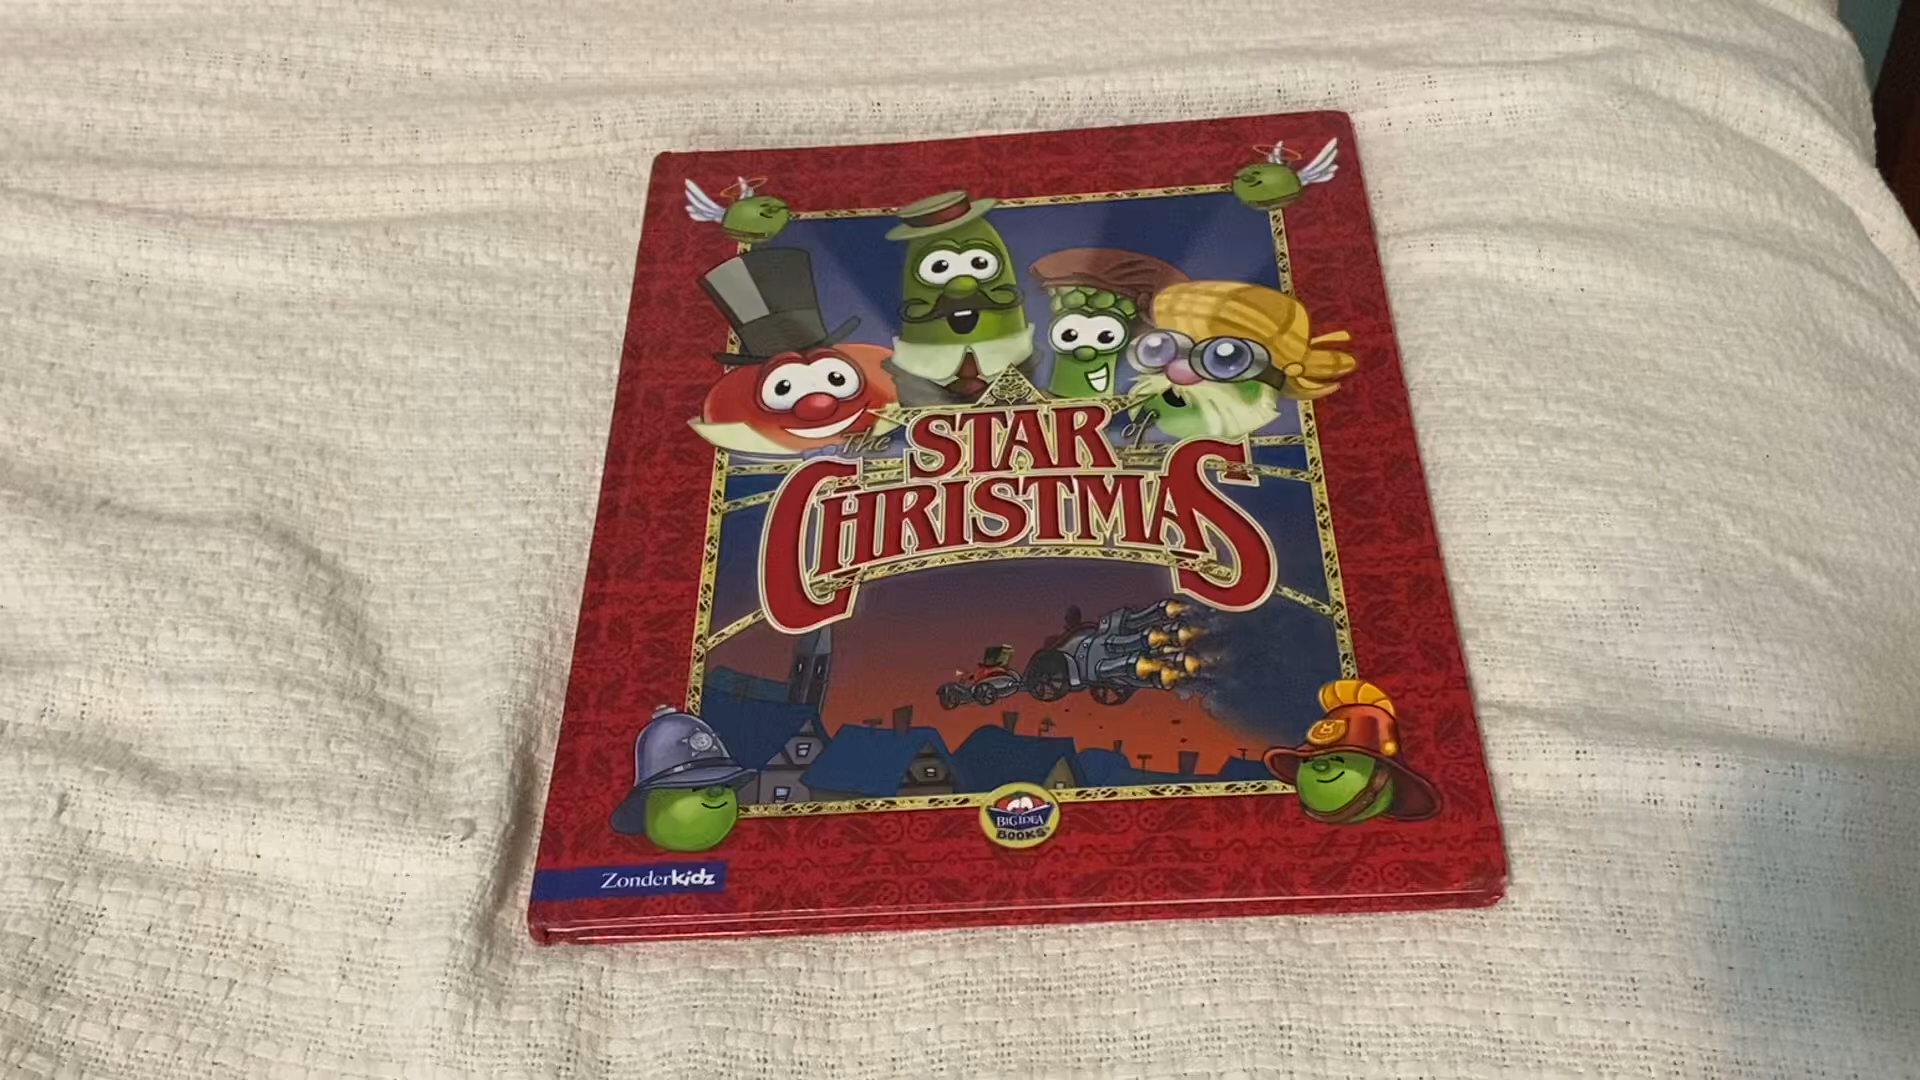 The STAR of
CHRISTMAS
BIG IDEA
BOOKS
Zonderkidz